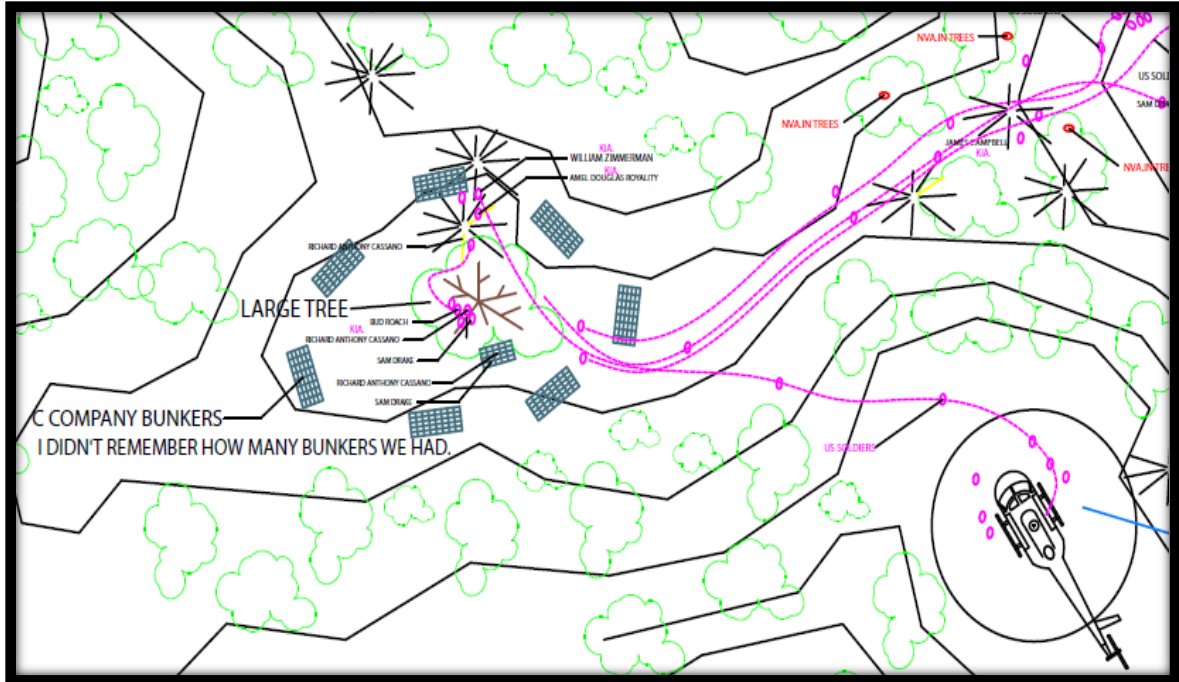 NVA.IN TREES
US SOL
NVA.IN TREES
SAM DRA
KIA.
WILLIAM ZIMMERMAN
KIA.
AMEL DOUGLAS ROYALITY
JAMES CAMPBELL
KIA.
NVA.IN TRE
RICHARD ANTHONY CASSANO
LARGE TREE
BUD ROACH
KIA.
RICHARD ANTHONY CASSANO
SAM DRAKE
RICHARD ANTHONY CASSANO
SAM DRAKE
C COMPANY BUNKERS
I DIDN'T REMEMBER HOW MANY BUNKERS WE HAD.
US SOLDIERS